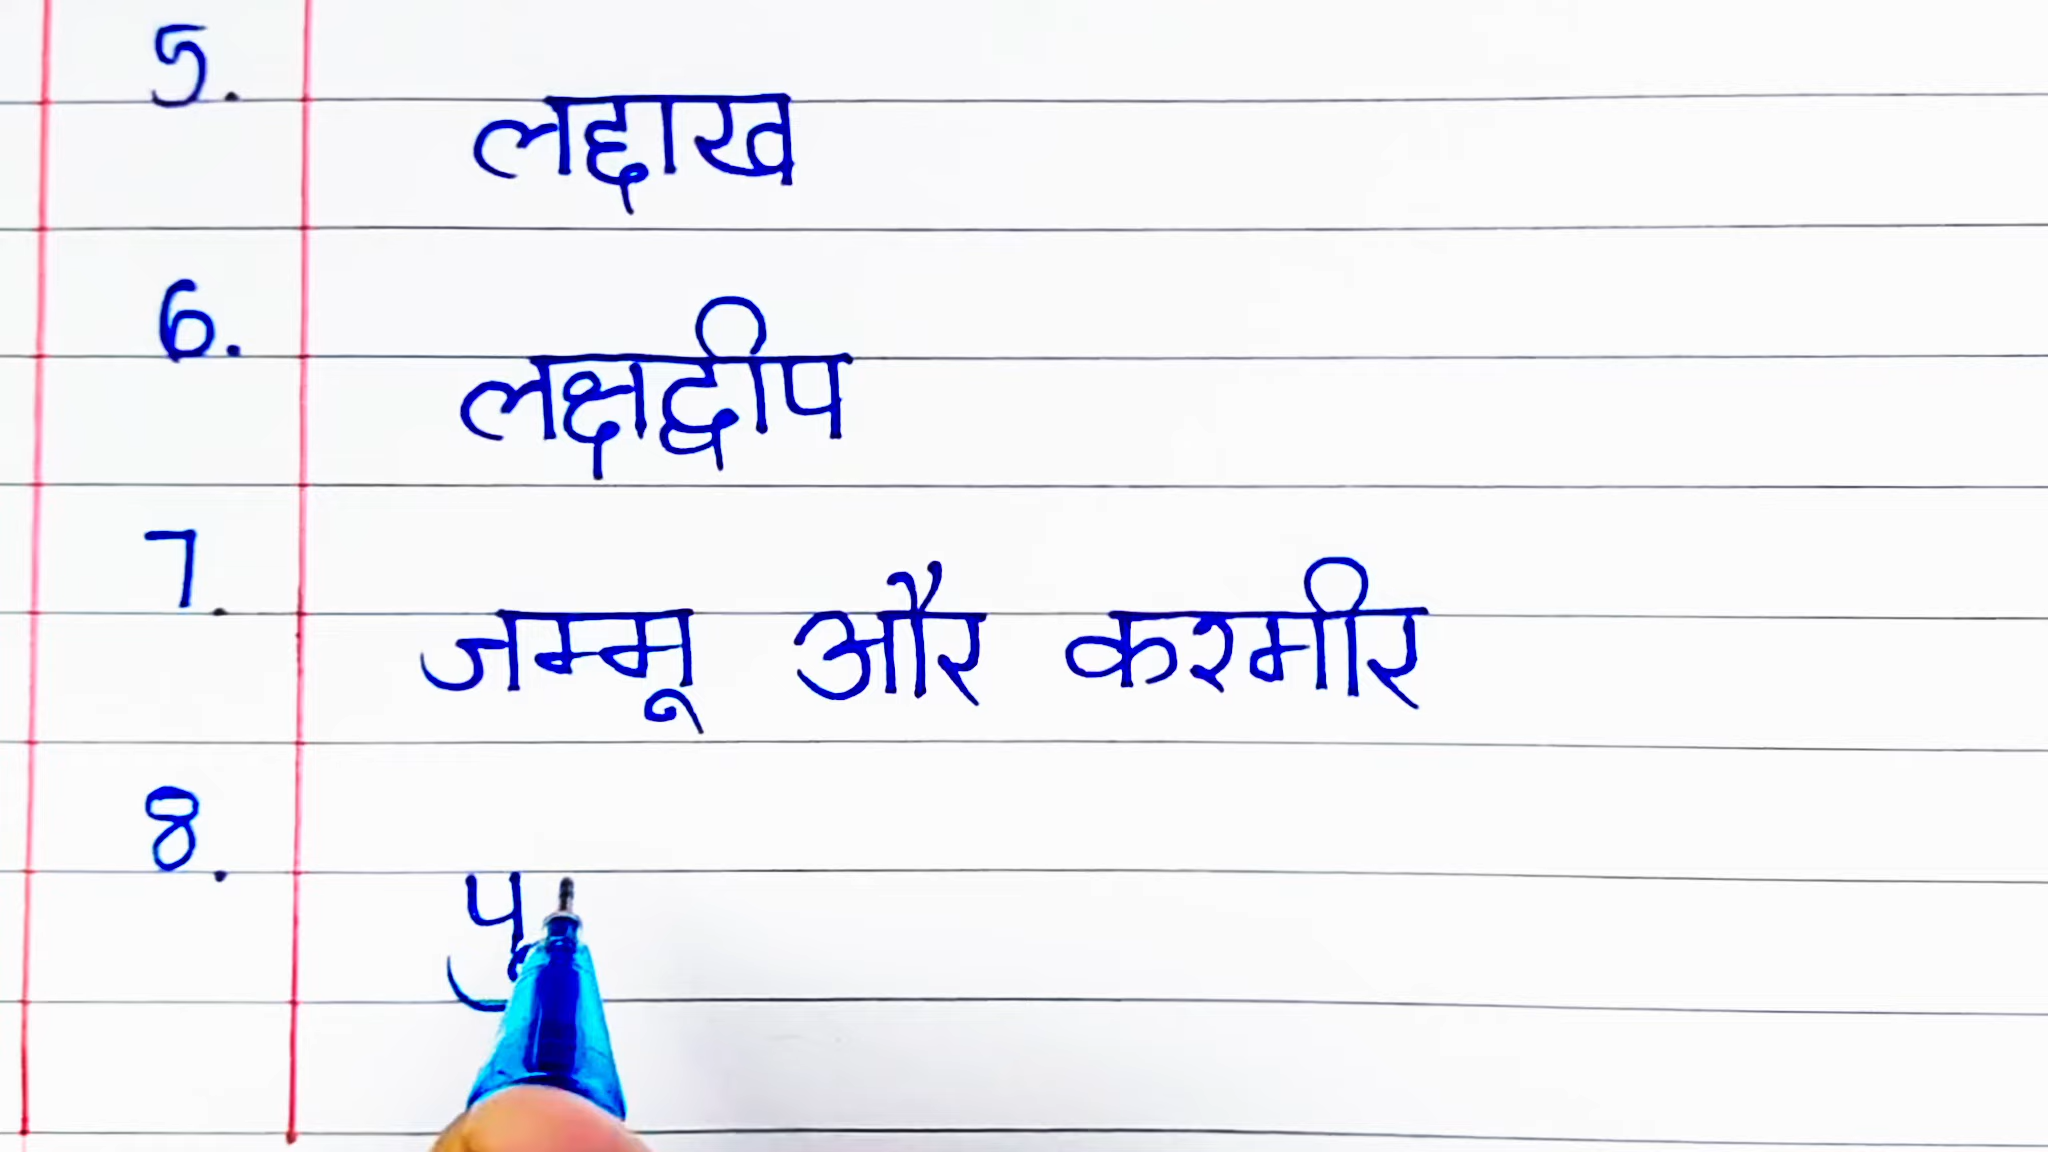 5.
लद्दाख
6.
लक्षद्वीप
7.
जम्मू और कश्मीर
8.
पु